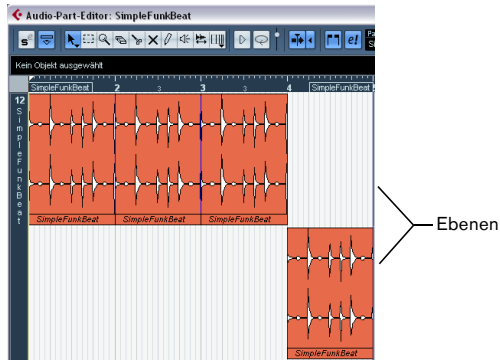 Audio-Part-Editor: SimpleFunkBeat
Kein Objekt ausgewählt
SimpleFunkBeat 2 3 3 3 4 SimpleFunkBeat
12
SimpleFunkBeat
SimpleFunkBeat SimpleFunkBeat SimpleFunkBeat
Ebenen
SimpleFunkBeat